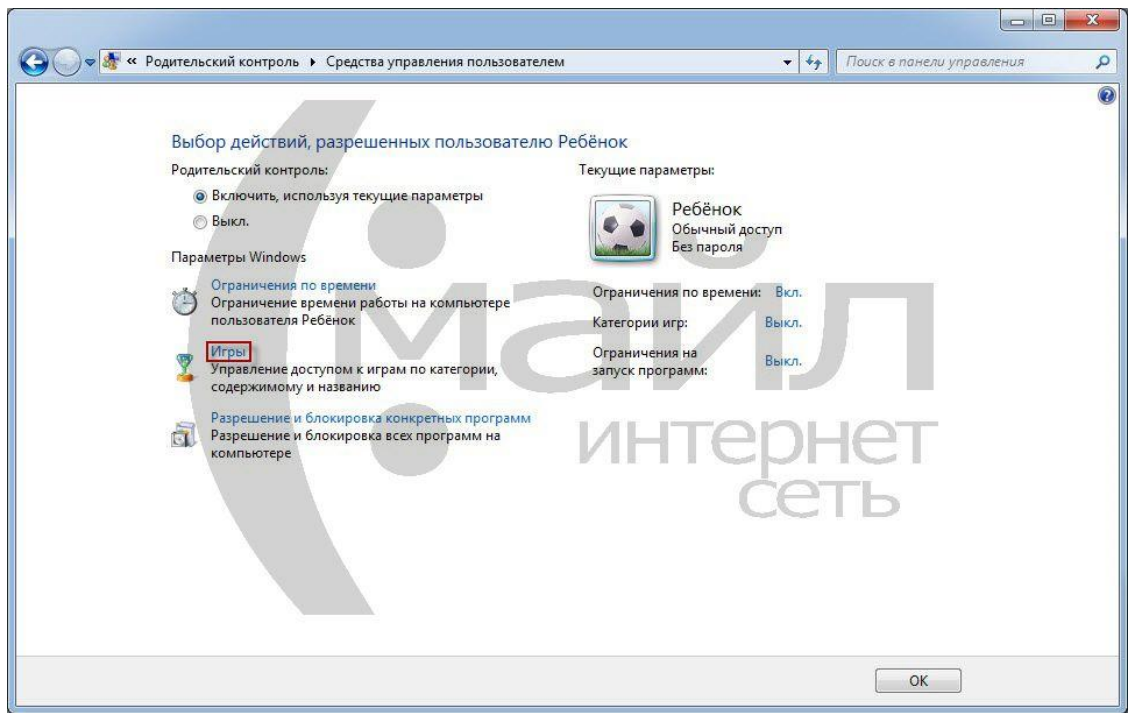 « Родительский контроль ▸ Средства управления пользователем
Поиск в панели управления
Выбор действий, разрешенных пользователю Ребёнок
Родительский контроль:
Включить, используя текущие параметры
Выкл.
Параметры Windows
Ограничения по времени
Ограничение времени работы на компьютере
пользователя Ребёнок
Игры
Управление доступом к играм по категории,
содержимому и названию
Разрешение и блокировка конкретных программ
Разрешение и блокировка всех программ на
компьютере
Текущие параметры:
Ребёнок
Обычный доступ
Без пароля
Ограничения по времени: Вкл.
Категории игр: Выкл.
Ограничения на
запуск программ: Выкл.
(:майл
интернет
сеть
OK